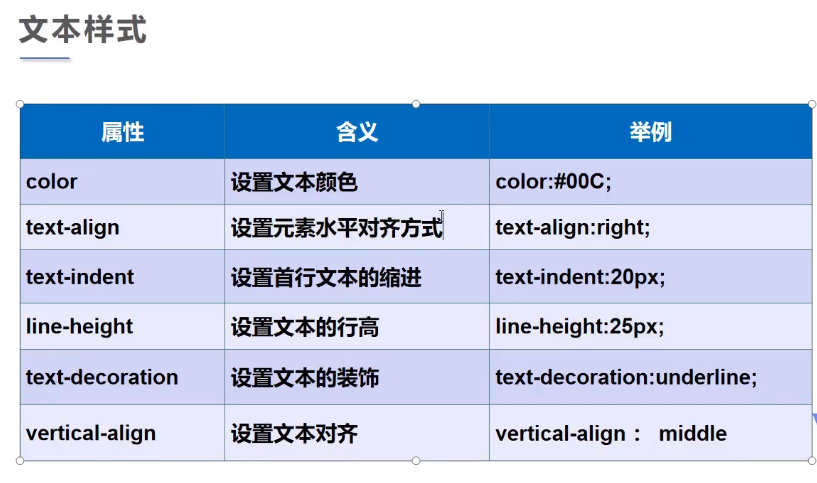 文本样式
属性 含义 举例
color 设置文本颜色 color:#00C;
text-align 设置元素水平对齐方式 text-align:right;
text-indent 设置首行文本的缩进 text-indent:20px;
line-height 设置文本的行高 line-height:25px;
text-decoration 设置文本的装饰 text-decoration:underline;
vertical-align 设置文本对齐 vertical-align： middle